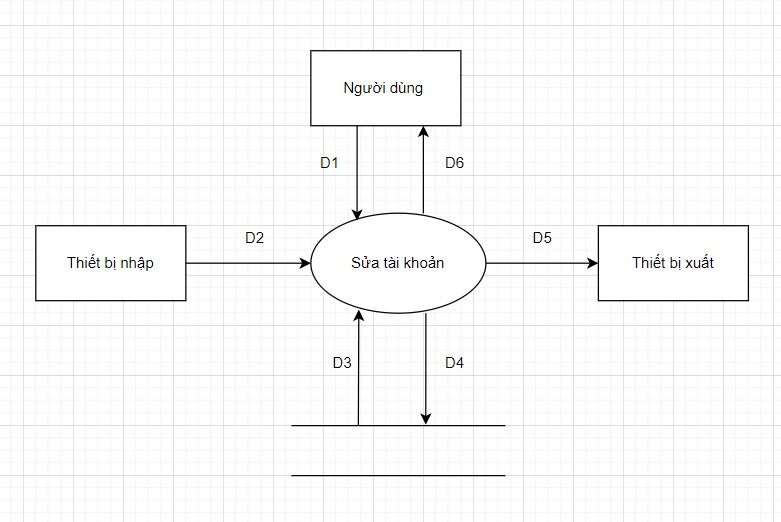 Người dùng
D1
D6
D2
D5
Thiết bị nhập
Sửa tài khoản
Thiết bị xuất
D3
D4